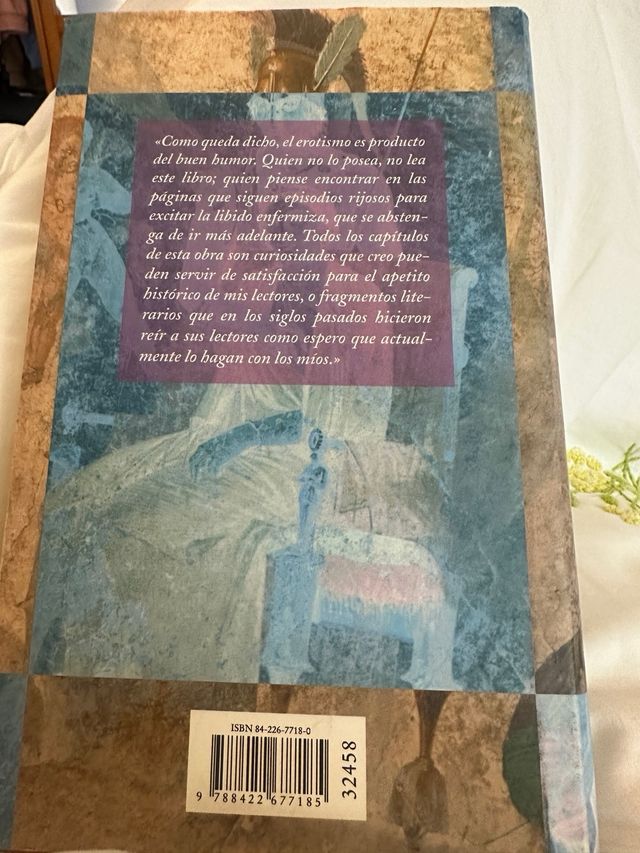 «Como queda dicho, el erotismo es producto
del buen humor. Quien no lo posea, no lea
este libro; quien piense encontrar en las
páginas que siguen episodios rijosos para
excitar la libido enfermiza, que se absten-
ga de ir más adelante. Todos los capítulos
de esta obra son curiosidades que creo pue-
den servir de satisfacción para el apetito
histórico de mis lectores, o fragmentos lite-
rarios que en los siglos pasados hicieron
reír a sus lectores como espero que actual-
mente lo hagan con los míos.»
ISBN 84-226-7718-0
32458
9 788422 677185